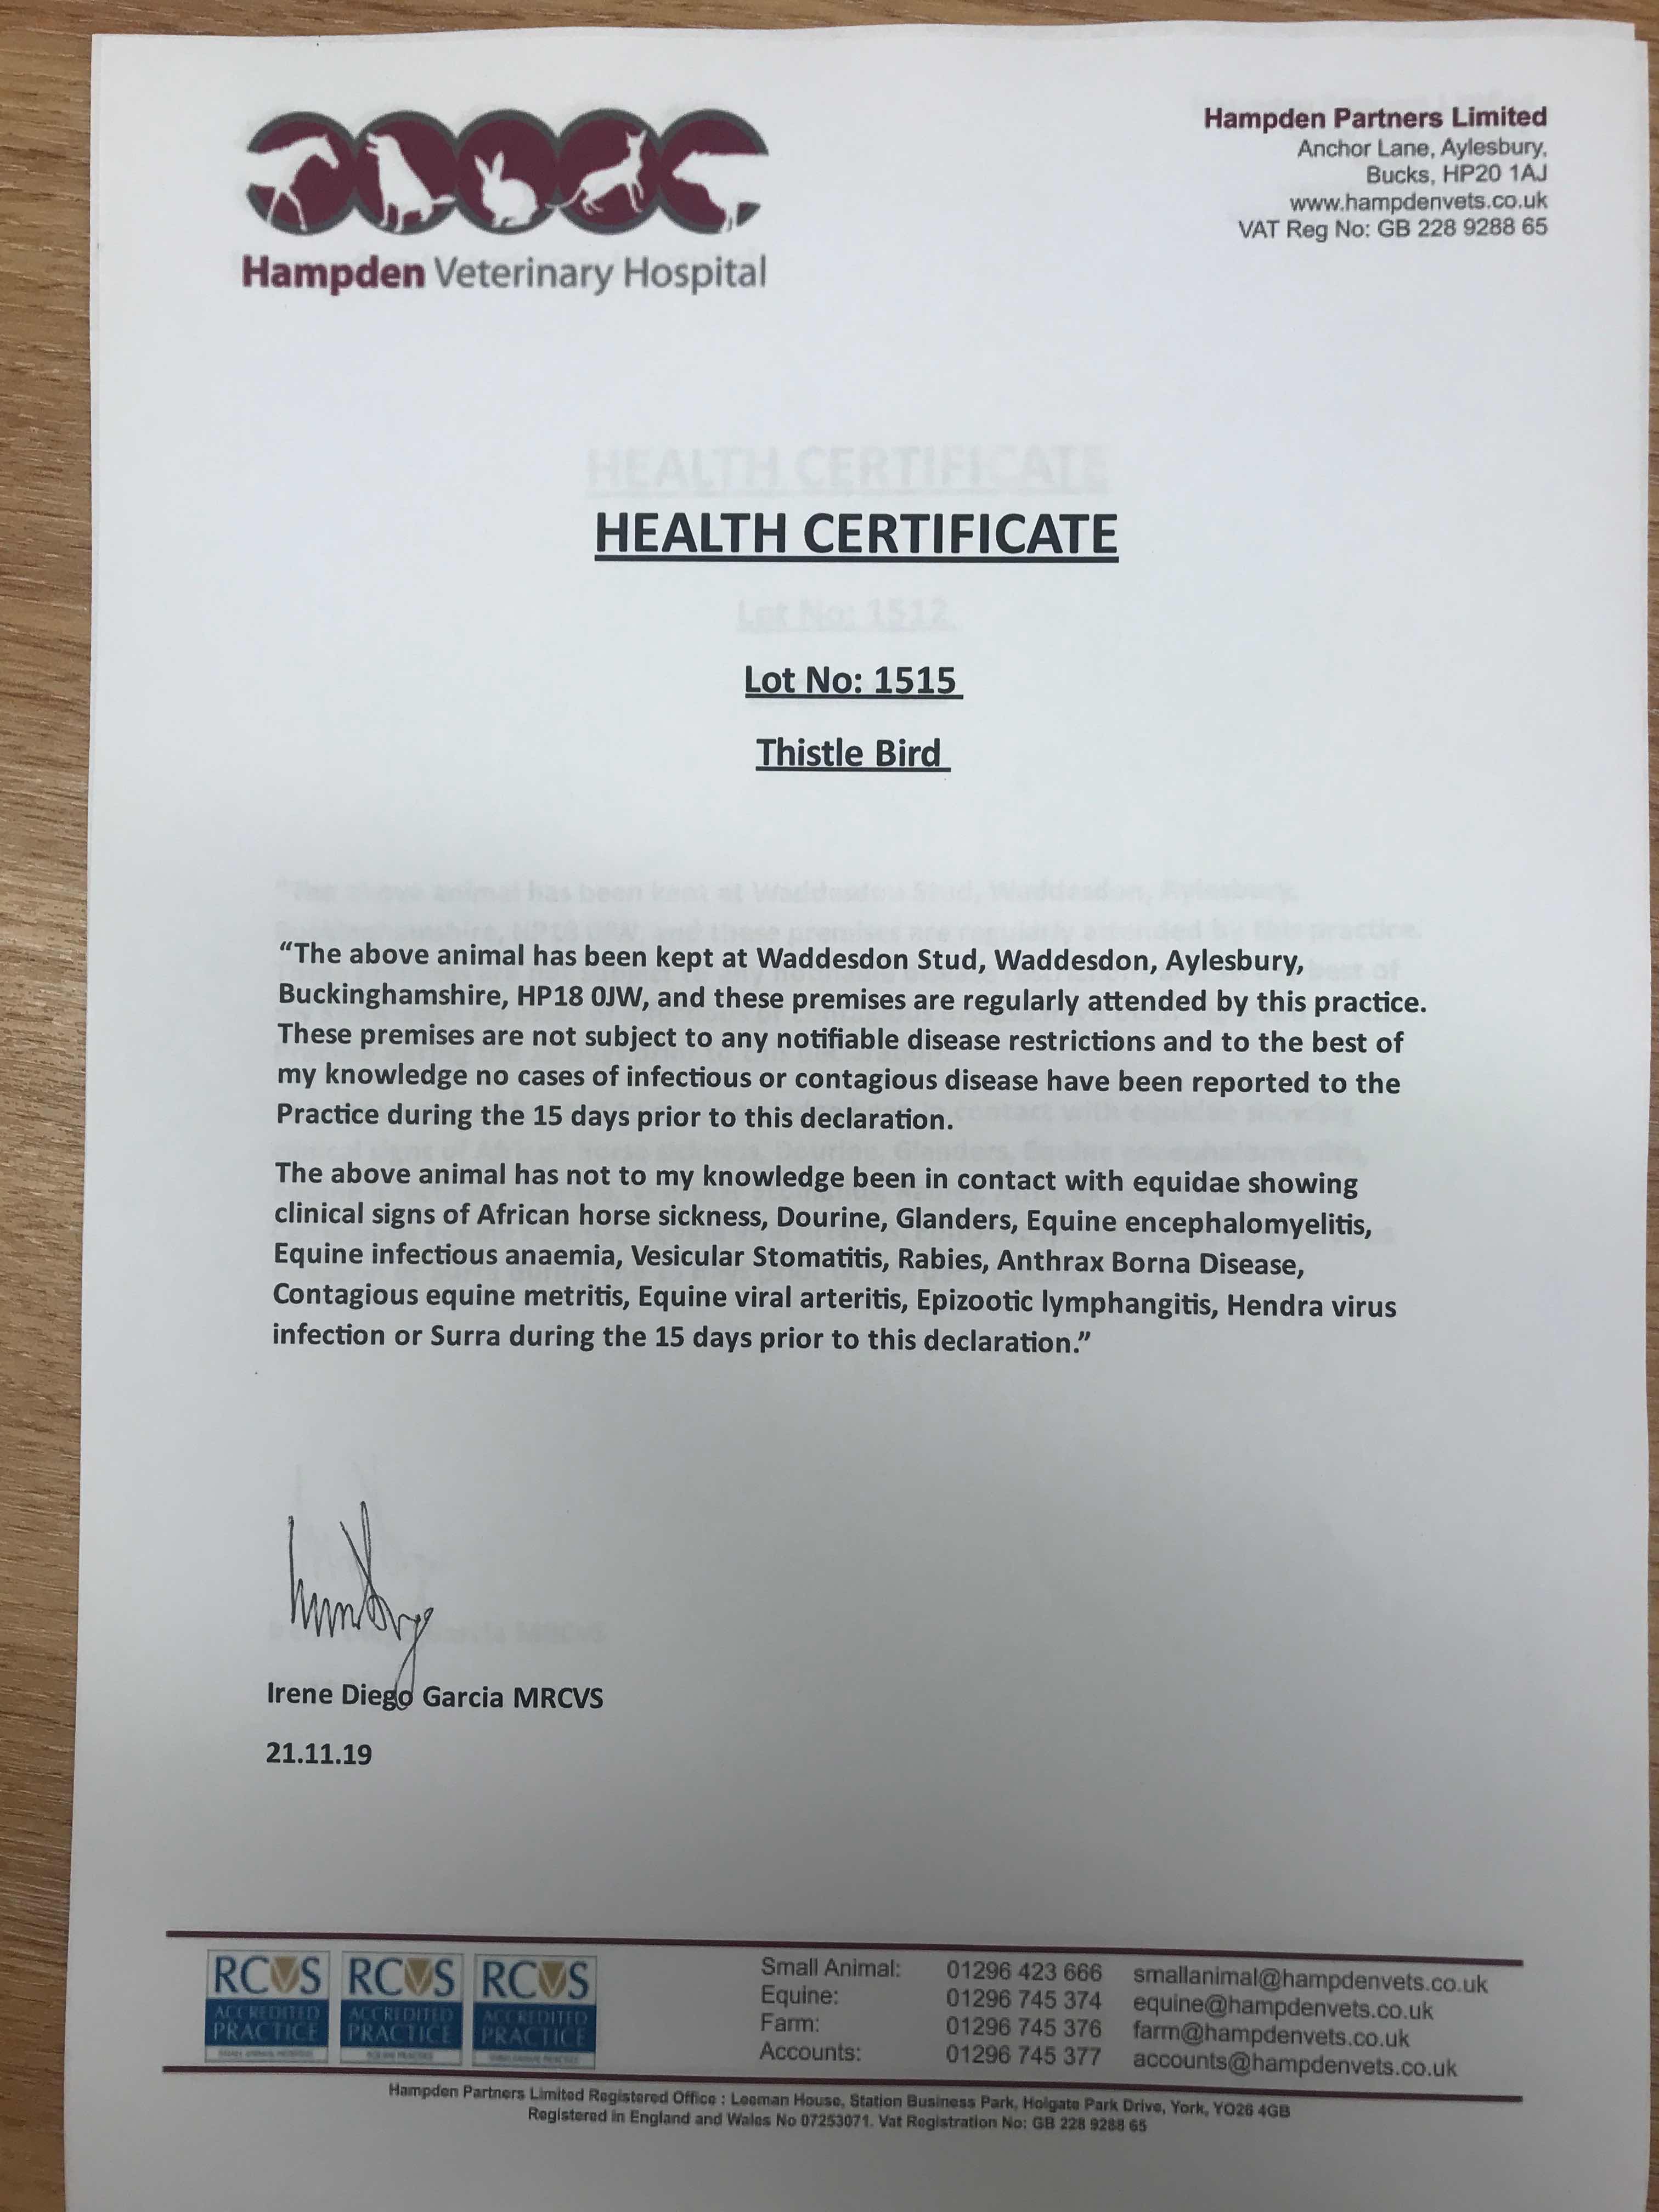 Hampden Partners Limited
Anchor Lane, Aylesbury,
Bucks, HP20 1AJ
www.hampdenvets.co.uk
VAT Reg No: GB 228 9288 65
Hampden Veterinary Hospital
HEALTH CERTIFICATE
HEALTH CERTIFICATE
Lot No: 1512
Lot No: 1515
Thistle Bird
“The above animal has been kept at Waddesdon Stud, Waddesdon, Aylesbury,
Buckinghamshire, HP18 0JW, and these premises are regularly attended by this practice.
These premises are not subject to any notifiable disease restrictions and to the best of
my knowledge no cases of infectious or contagious disease have been reported to the
Practice during the 15 days prior to this declaration.
The above animal has not to my knowledge been in contact with equidae showing
clinical signs of African horse sickness, Dourine, Glanders, Equine encephalomyelitis,
Equine infectious anaemia, Vesicular Stomatitis, Rabies, Anthrax Borna Disease,
Contagious equine metritis, Equine viral arteritis, Epizootic lymphangitis, Hendra virus
infection or Surra during the 15 days prior to this declaration.”
Irene Diego Garcia MRCVS
21.11.19
RCVS RCVS RCVS
ACCREDITED ACCREDITED ACCREDITED
PRACTICE PRACTICE PRACTICE
Small Animal: 01296 423 666 smallanimal@hampdenvets.co.uk
Equine: 01296 745 374 equine@hampdenvets.co.uk
Farm: 01296 745 376 farm@hampdenvets.co.uk
Accounts: 01296 745 377 accounts@hampdenvets.co.uk
Hampden Partners Limited Registered Office : Leeman House, Station Business Park, Holgate Park Drive, York, YO26 4GB
Registered in England and Wales No 07253071. Vat Registration No: GB 228 9288 65